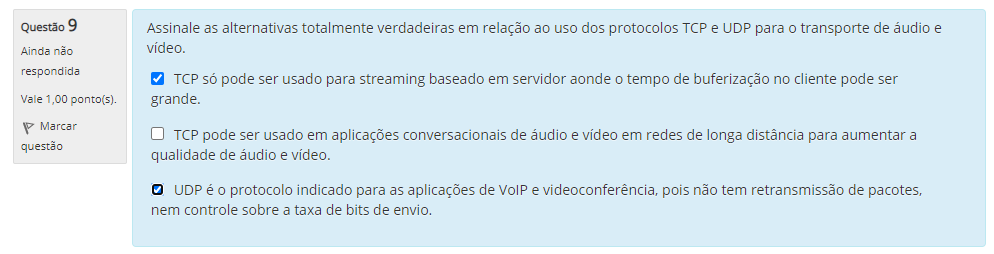 Questão 9
Ainda não
respondida
Vale 1,00 ponto(s).
Marcar
questão
Assinale as alternativas totalmente verdadeiras em relação ao uso dos protocolos TCP e UDP para o transporte de áudio e
vídeo.
TCP só pode ser usado para streaming baseado em servidor aonde o tempo de buferização no cliente pode ser
grande.
TCP pode ser usado em aplicações conversacionais de áudio e vídeo em redes de longa distância para aumentar a
qualidade de áudio e vídeo.
UDP é o protocolo indicado para as aplicações de VoIP e videoconferência, pois não tem retransmissão de pacotes,
nem controle sobre a taxa de bits de envio.